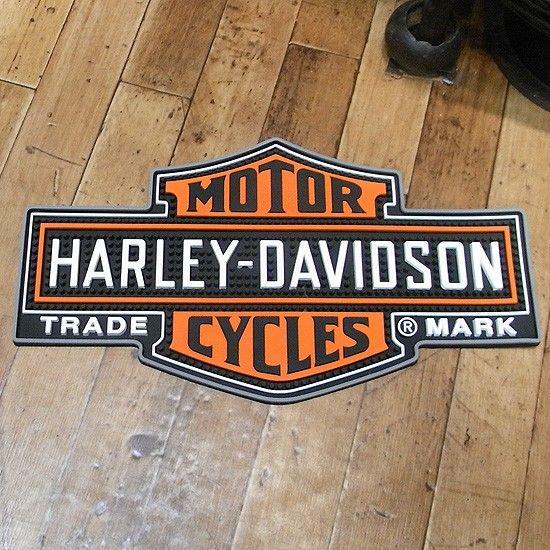 MOTOR
HARLEY-DAVIDSON
TRADE ® MARK
CYCLES